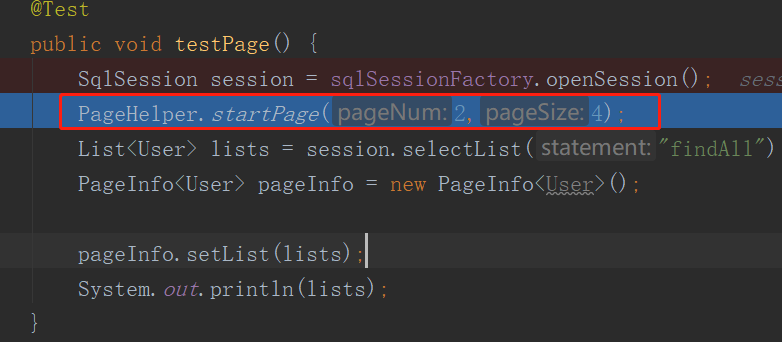 @Test
public void testPage() {
SqlSession session = sqlSessionFactory.openSession(); sess
PageHelper.startPage( pageNum: 2, pageSize: 4);
List<User> lists = session.selectList( statement: "findAll")
PageInfo<User> pageInfo = new PageInfo<User>();
pageInfo.setList(lists);
System.out.println(lists);
}